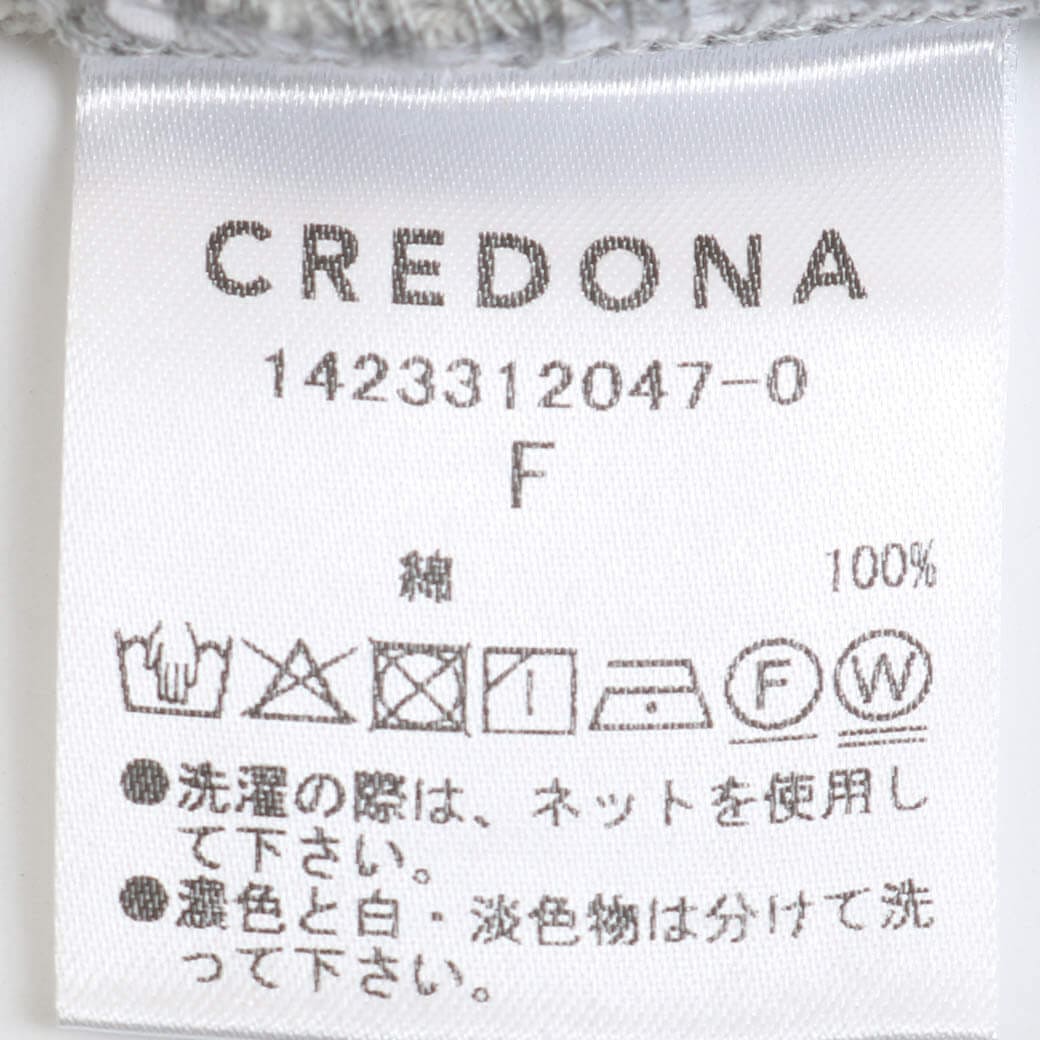 CREDONA
1423312047-0
F
綿 100%
F W
●洗濯の際は、ネットを使用し
て下さい。
●濃色と白・淡色物は分けて洗
って下さい。